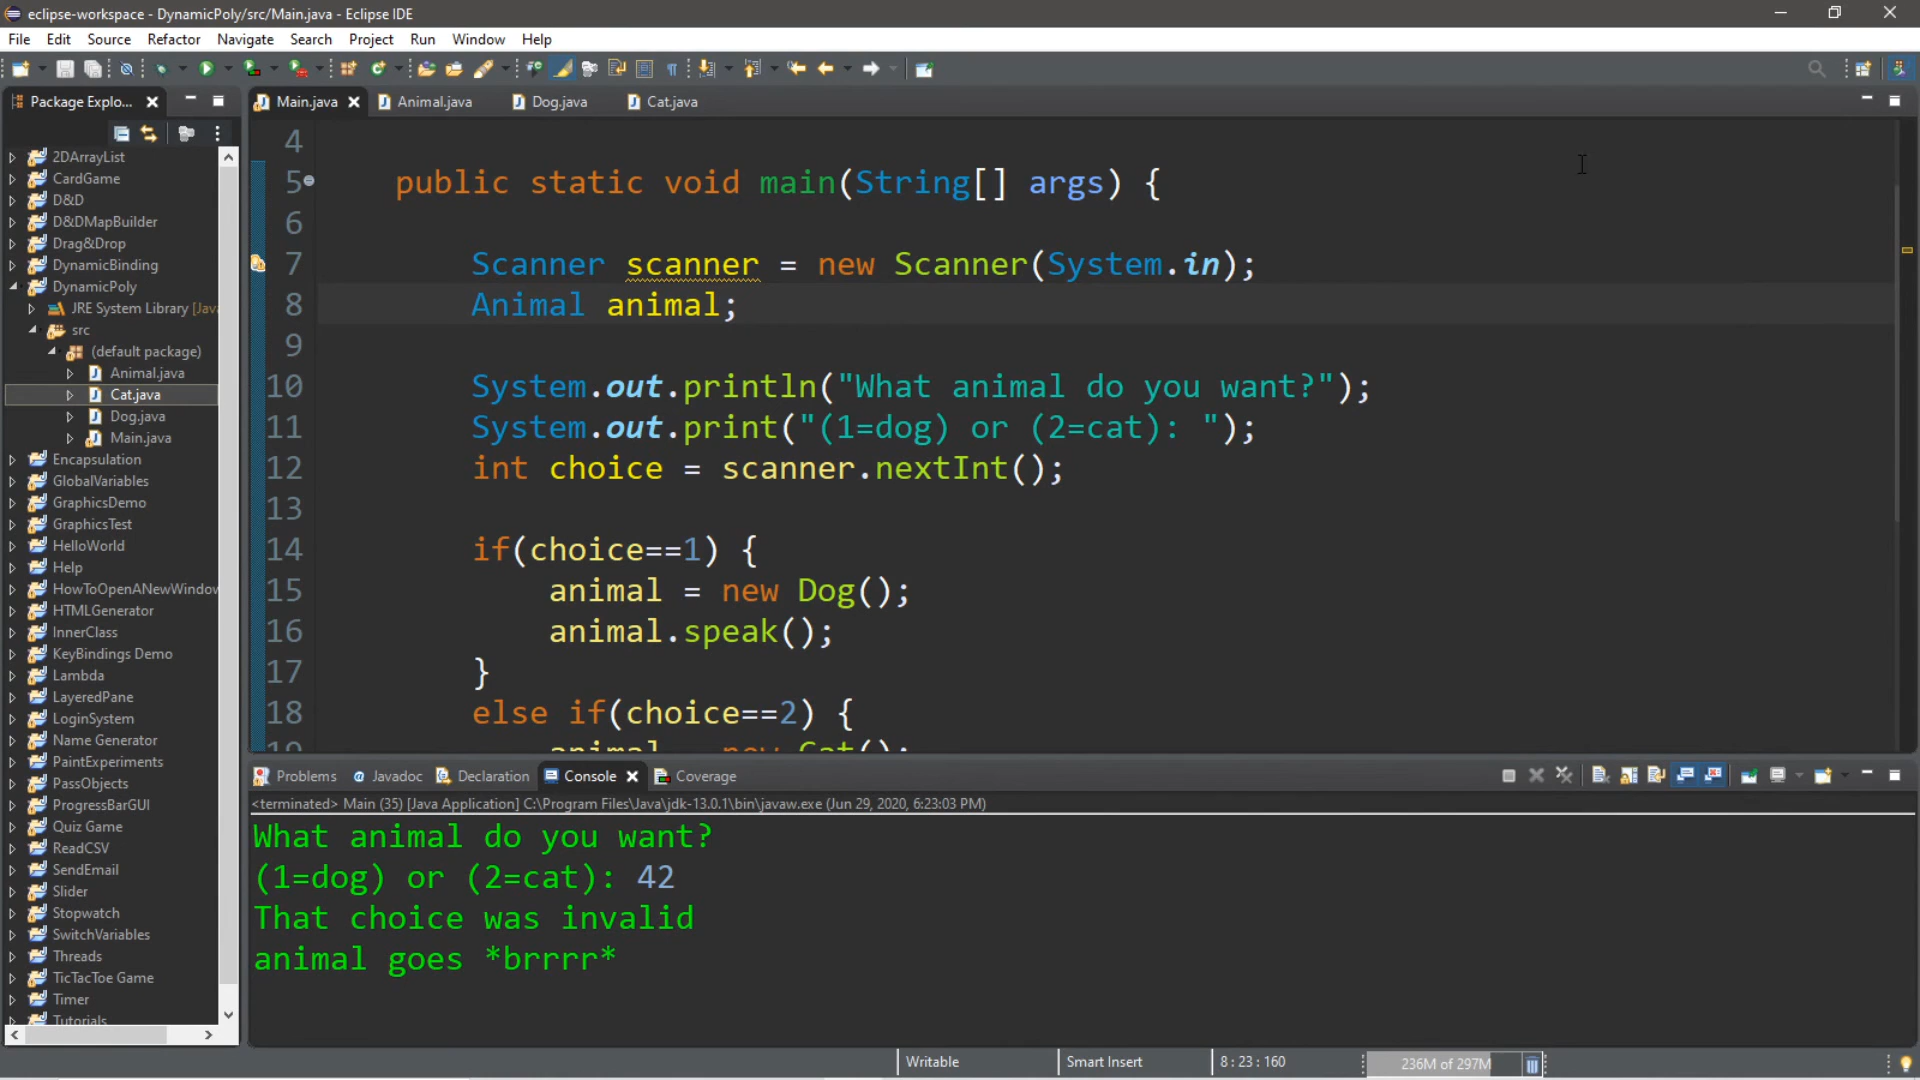 eclipse-workspace - DynamicPoly/src/Main.java - Eclipse IDE
File Edit Source Refactor Navigate Search Project Run Window Help
Package Explo...
Main.java Animal.java Dog.java Cat.java
2DArrayList
CardGame
D&D
D&DMapBuilder
Drag&Drop
DynamicBinding
DynamicPoly
JRE System Library [Java
src
(default package)
Animal.java
Cat.java
Dog.java
Main.java
Encapsulation
GlobalVariables
GraphicsDemo
GraphicsTest
HelloWorld
Help
HowToOpenANewWindow
HTMLGenerator
InnerClass
KeyBindings Demo
Lambda
LayeredPane
LoginSystem
Name Generator
PaintExperiments
PassObjects
ProgressBarGUI
Quiz Game
ReadCSV
SendEmail
Slider
Stopwatch
SwitchVariables
Threads
TicTacToe Game
Timer
Tutorials
4
5 public static void main(String[] args) {
6
7 Scanner scanner = new Scanner(System.in);
8 Animal animal;
9
10 System.out.println("What animal do you want?");
11 System.out.print("(1=dog) or (2=cat): ");
12 int choice = scanner.nextInt();
13
14 if(choice==1) {
15 animal = new Dog();
16 animal.speak();
17 }
18 else if(choice==2) {
19 animal = new Cat();
Problems Javadoc Declaration Console Coverage
<terminated> Main (35) [Java Application] C:\Program Files\Java\jdk-13.0.1\bin\javaw.exe (Jun 29, 2020, 6:23:03 PM)
What animal do you want?
(1=dog) or (2=cat): 42
That choice was invalid
animal goes *brrrr*
Writable Smart Insert 8 : 23 : 160 236M of 297M